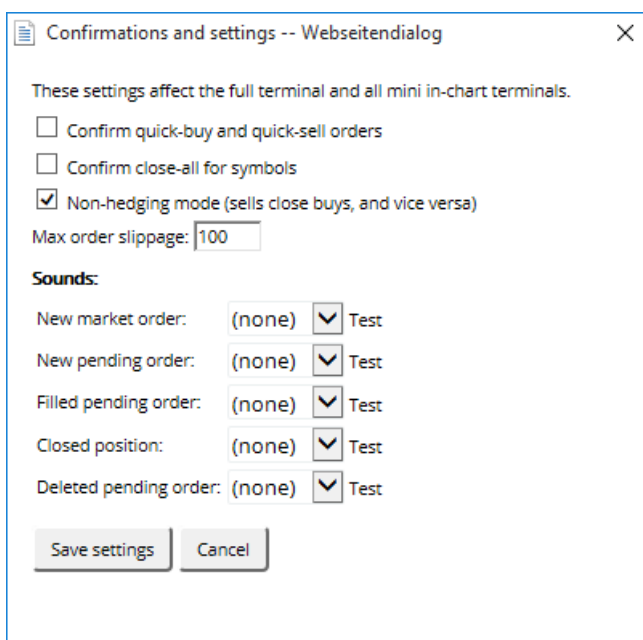 Confirmations and settings -- Webseitendialog
These settings affect the full terminal and all mini in-chart terminals.
Confirm quick-buy and quick-sell orders
Confirm close-all for symbols
Non-hedging mode (sells close buys, and vice versa)
Max order slippage: 100
Sounds:
New market order: (none) Test
New pending order: (none) Test
Filled pending order: (none) Test
Closed position: (none) Test
Deleted pending order: (none) Test
Save settings Cancel